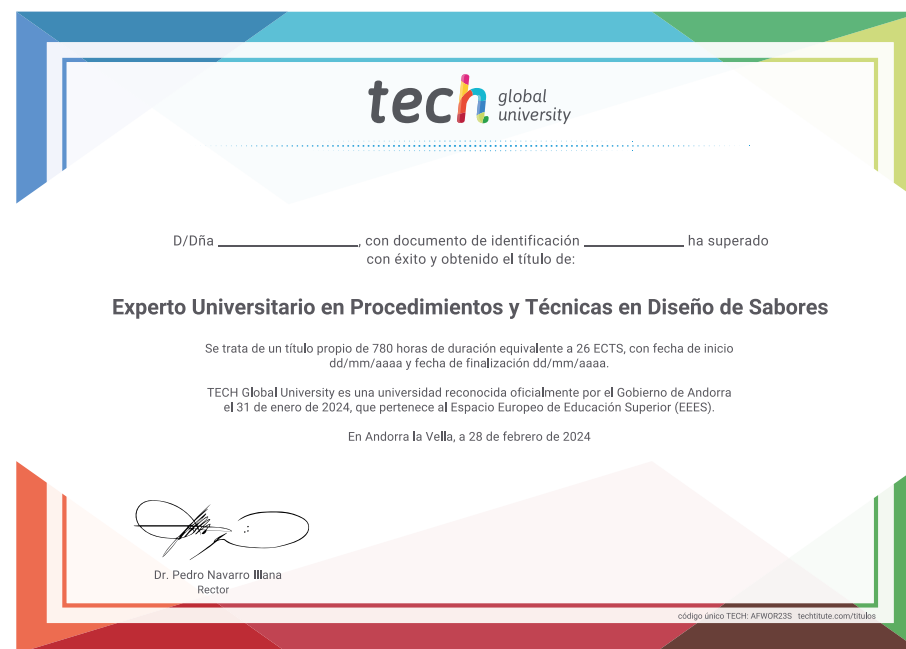 tech global university
D/Dña ____________________, con documento de identificación ______________ ha superado
con éxito y obtenido el título de:
Experto Universitario en Procedimientos y Técnicas en Diseño de Sabores
Se trata de un título propio de 780 horas de duración equivalente a 26 ECTS, con fecha de inicio
dd/mm/aaaa y fecha de finalización dd/mm/aaaa.
TECH Global University es una universidad reconocida oficialmente por el Gobierno de Andorra
el 31 de enero de 2024, que pertenece al Espacio Europeo de Educación Superior (EEES).
En Andorra la Vella, a 28 de febrero de 2024
Dr. Pedro Navarro Illana
Rector
código único TECH: AFWOR23S techtitute.com/titulos